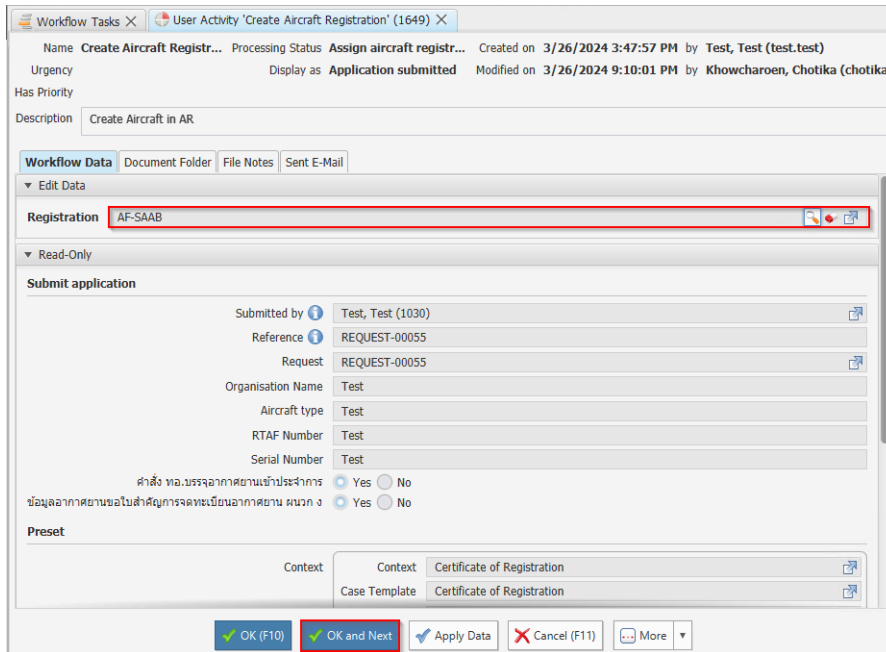 Workflow Tasks User Activity 'Create Aircraft Registration' (1649)
Name Create Aircraft Registr... Processing Status Assign aircraft registr... Created on 3/26/2024 3:47:57 PM by Test, Test (test.test)
Urgency Display as Application submitted Modified on 3/26/2024 9:10:01 PM by Khowcharoen, Chotika (chotika
Has Priority
Description Create Aircraft in AR
Workflow Data Document Folder File Notes Sent E-Mail
Edit Data
Registration AF-SAAB
Read-Only
Submit application
Submitted by Test, Test (1030)
Reference REQUEST-00055
Request REQUEST-00055
Organisation Name Test
Aircraft type Test
RTAF Number Test
Serial Number Test
คำสั่ง ทอ.บรรจุอากาศยานเข้าประจำการ Yes No
ข้อมูลอากาศยานขอใบสำคัญการจดทะเบียนอากาศยาน ผนวก ง Yes No
Preset
Context Context Certificate of Registration
Case Template Certificate of Registration
OK (F10) OK and Next Apply Data Cancel (F11) More